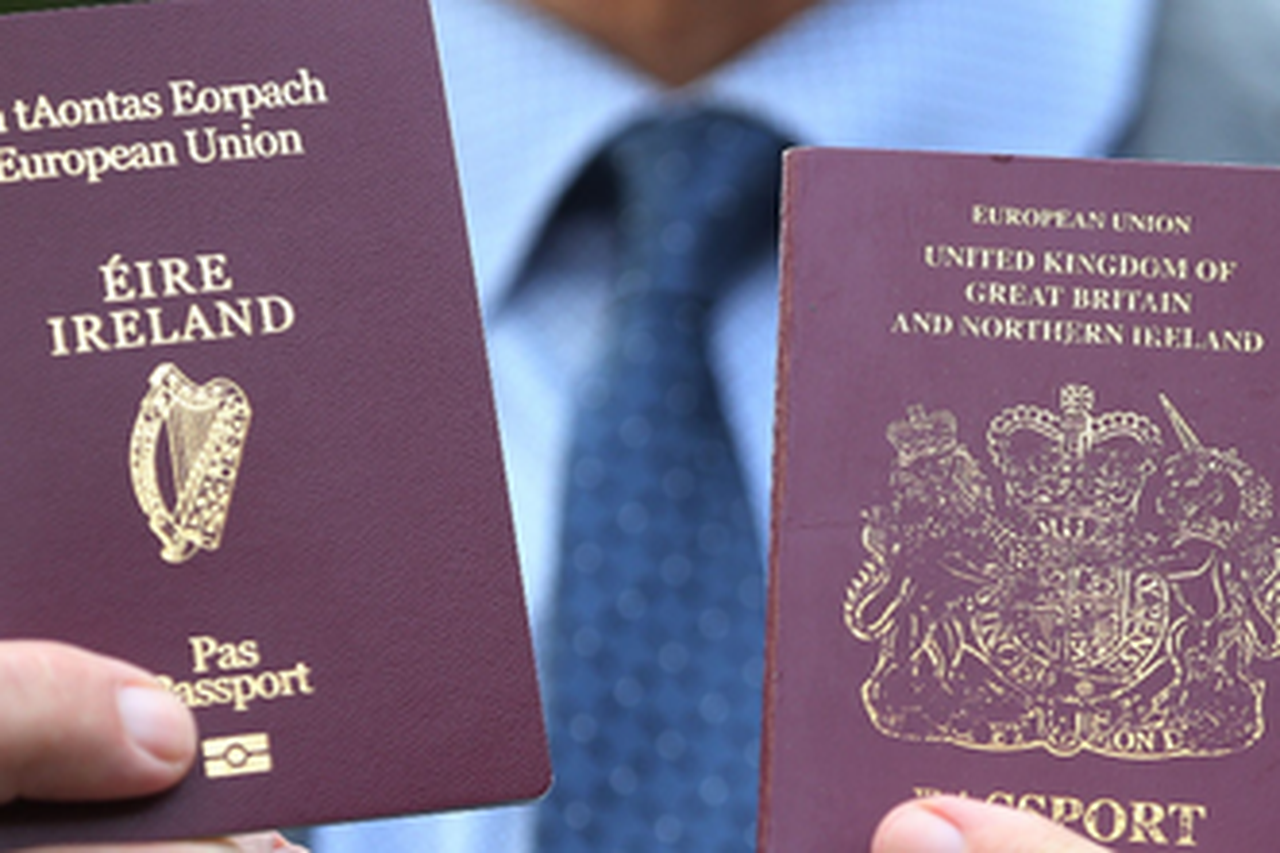 tAontas Eorpach
European Union
ÉIRE
IRELAND
Pas
Passport
EUROPEAN UNION
UNITED KINGDOM OF
GREAT BRITAIN
AND NORTHERN IRELAND